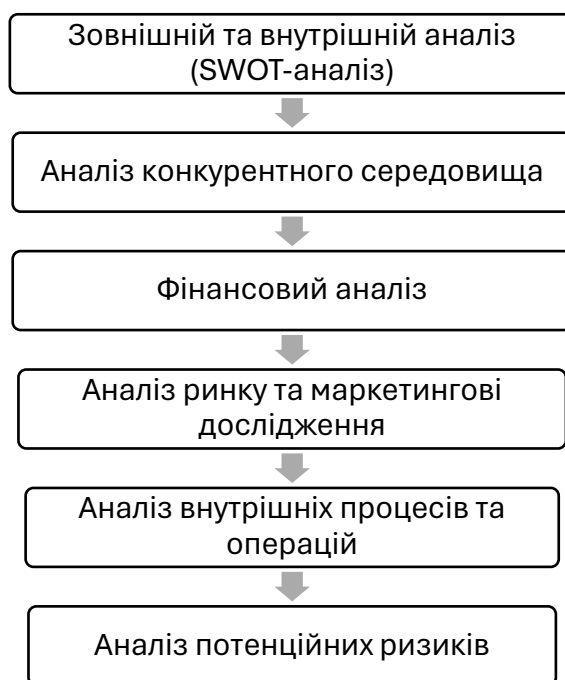 Зовнішній та внутрішній аналіз
(SWOT-аналіз)
Аналіз конкурентного середовища
Фінансовий аналіз
Аналіз ринку та маркетингові
дослідження
Аналіз внутрішніх процесів та
операцій
Аналіз потенційних ризиків